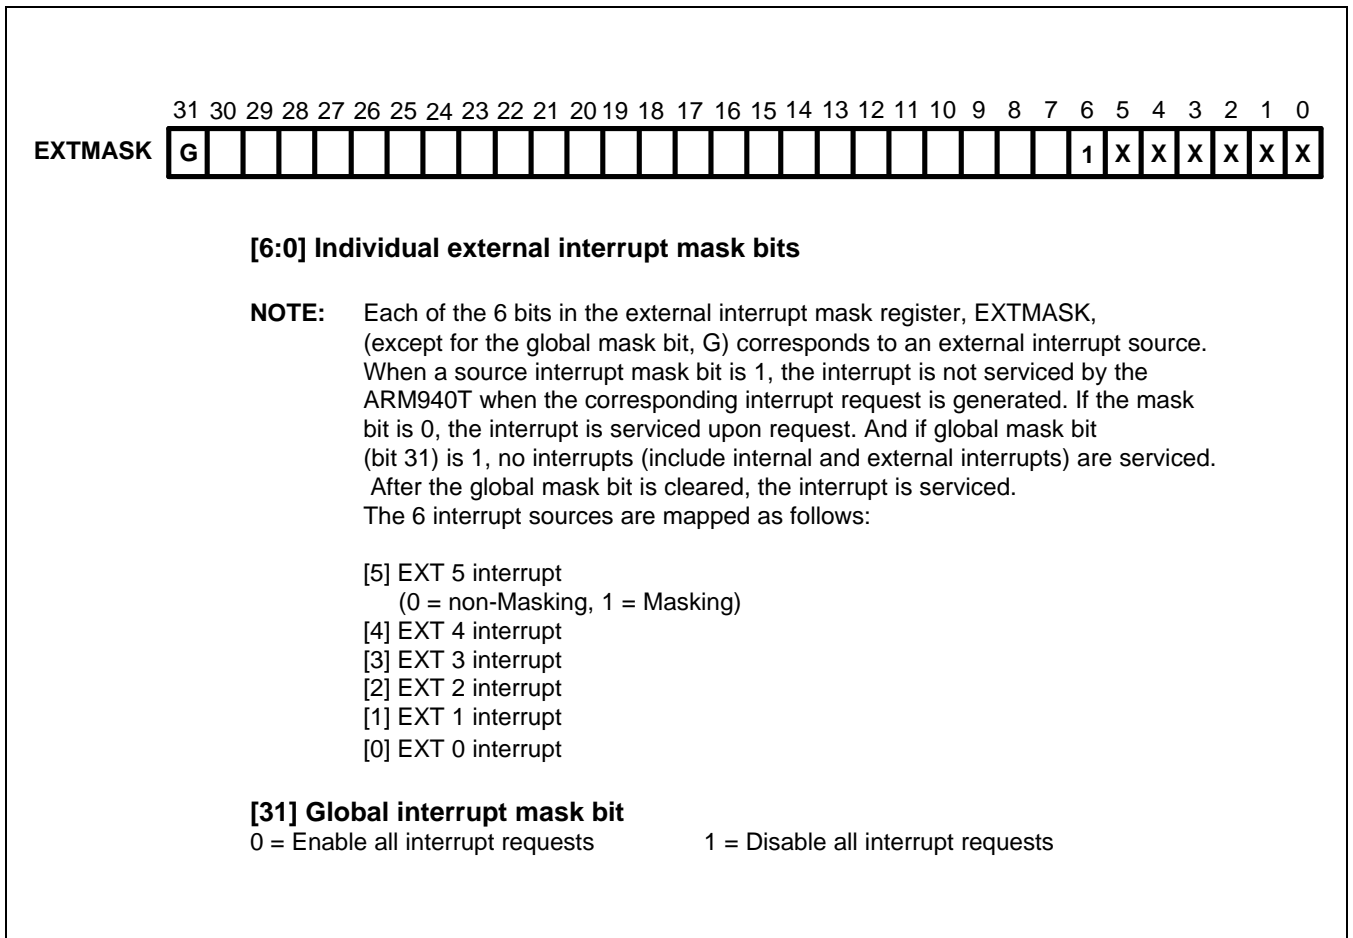 31 30 29 28 27 26 25 24 23 22 21 20 19 18 17 16 15 14 13 12 11 10 9 8 7 6 5 4 3 2 1 0
EXTMASK G 1 X X X X X X
[6:0] Individual external interrupt mask bits
NOTE: Each of the 6 bits in the external interrupt mask register, EXTMASK,
(except for the global mask bit, G) corresponds to an external interrupt source.
When a source interrupt mask bit is 1, the interrupt is not serviced by the
ARM940T when the corresponding interrupt request is generated. If the mask
bit is 0, the interrupt is serviced upon request. And if global mask bit
(bit 31) is 1, no interrupts (include internal and external interrupts) are serviced.
After the global mask bit is cleared, the interrupt is serviced.
The 6 interrupt sources are mapped as follows:
[5] EXT 5 interrupt
(0 = non-Masking, 1 = Masking)
[4] EXT 4 interrupt
[3] EXT 3 interrupt
[2] EXT 2 interrupt
[1] EXT 1 interrupt
[0] EXT 0 interrupt
[31] Global interrupt mask bit
0 = Enable all interrupt requests 1 = Disable all interrupt requests